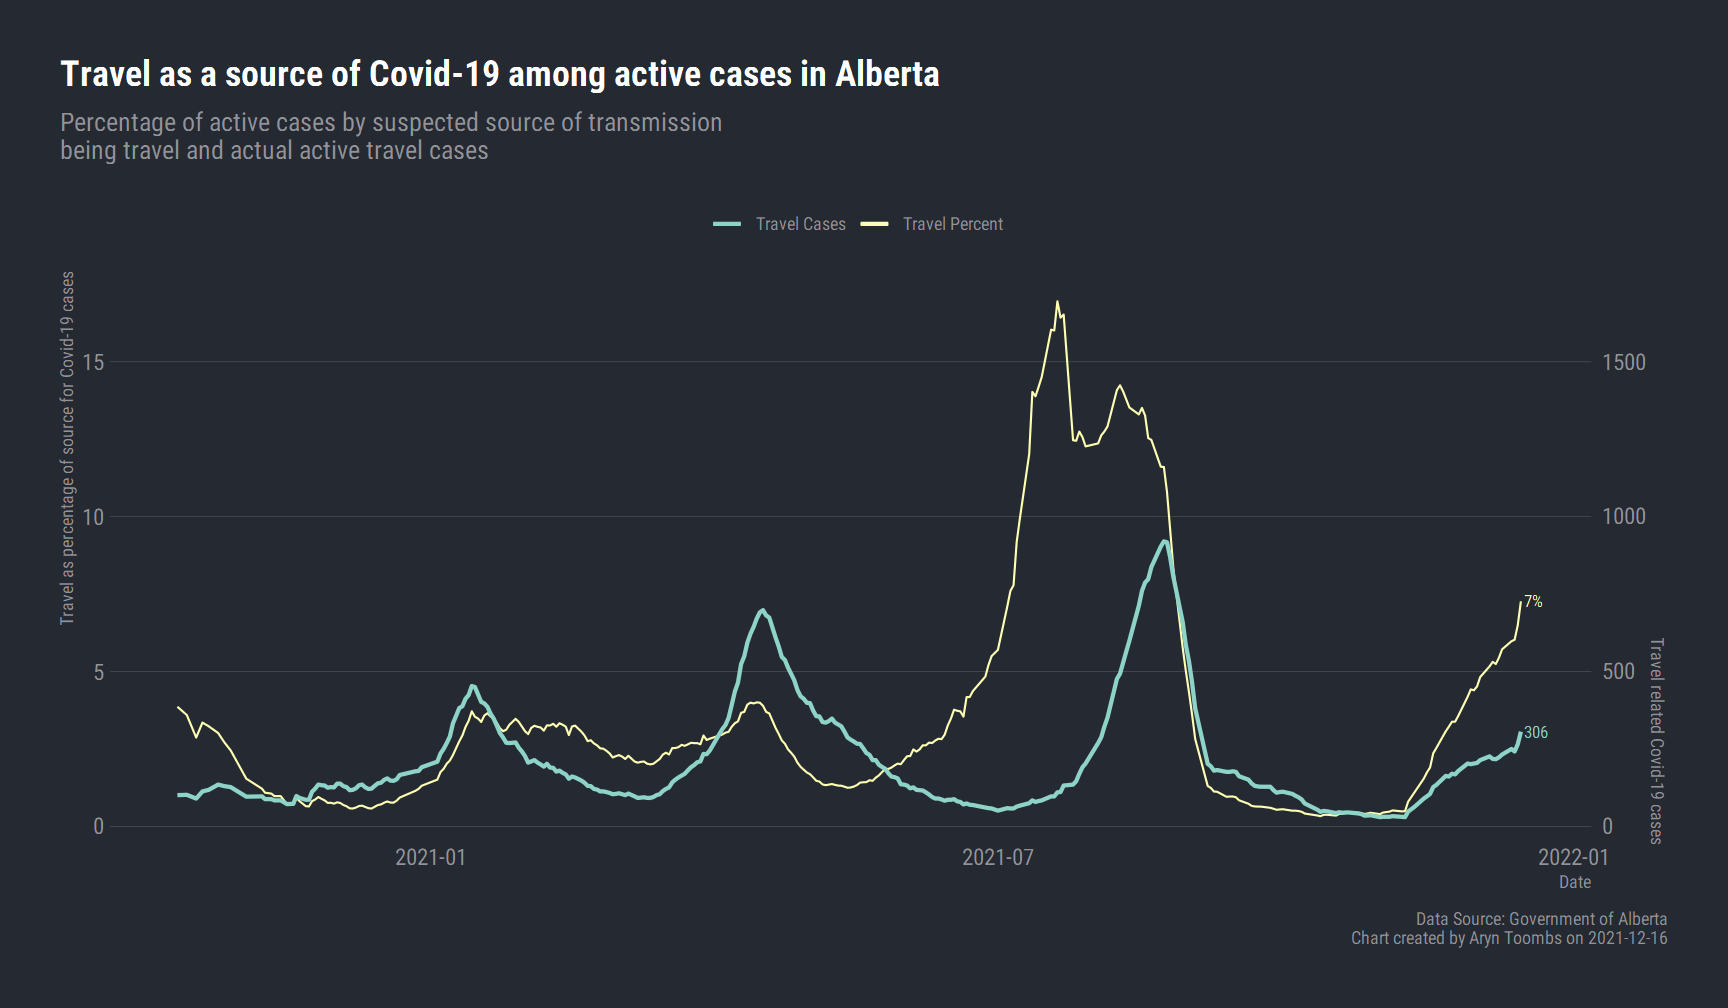 Travel as a source of Covid-19 among active cases in Alberta
Percentage of active cases by suspected source of transmission
being travel and actual active travel cases
Travel Cases
Travel Percent
Travel as percentage of source for Covid-19 cases
15
10
5
0
1500
1000
500
0
Travel related Covid-19 cases
7%
306
2021-01
2021-07
2022-01
Date
Data Source: Government of Alberta
Chart created by Aryn Toombs on 2021-12-16